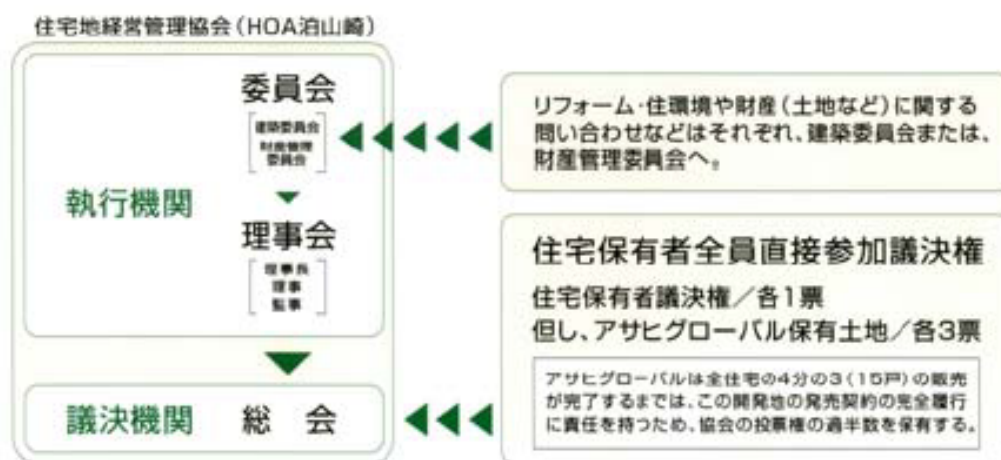 住宅地経営管理協会(HOA泊山崎)
執行機関
委員会
建築委員会
財産管理
委員会
理事会
理事長
理事
監事
議決機関
総 会
リフォーム・住環境や財産(土地など)に関する
問い合わせなどはそれぞれ、建築委員会または、
財産管理委員会へ。
住宅保有者全員直接参加議決権
住宅保有者議決権/各1票
但し、アサヒグローバル保有土地/各3票
アサヒグローバルは全住宅の4分の3(15戸)の販売
が完了するまでは、この開発地の発売契約の完全履行
に責任を持つため、協会の投票権の過半数を保有する。